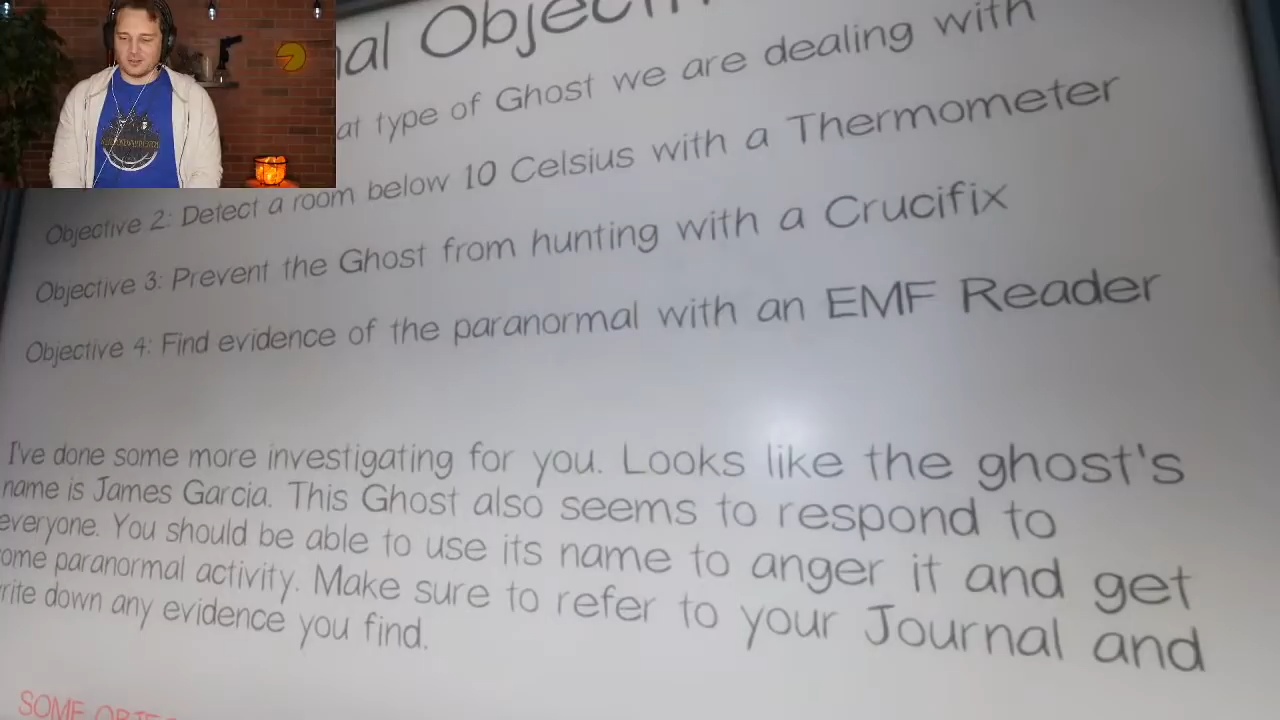 nal Objecti
at type of Ghost we are dealing with
Objective 2: Detect a room below 10 Celsius with a Thermometer
Objective 3: Prevent the Ghost from hunting with a Crucifix
Objective 4: Find evidence of the paranormal with an EMF Reader
I've done some more investigating for you. Looks like the ghost's
name is James Garcia. This Ghost also seems to respond to
everyone. You should be able to use its name to anger it and get
ome paranormal activity. Make sure to refer to your Journal and
rite down any evidence you find.
SOME OBJE